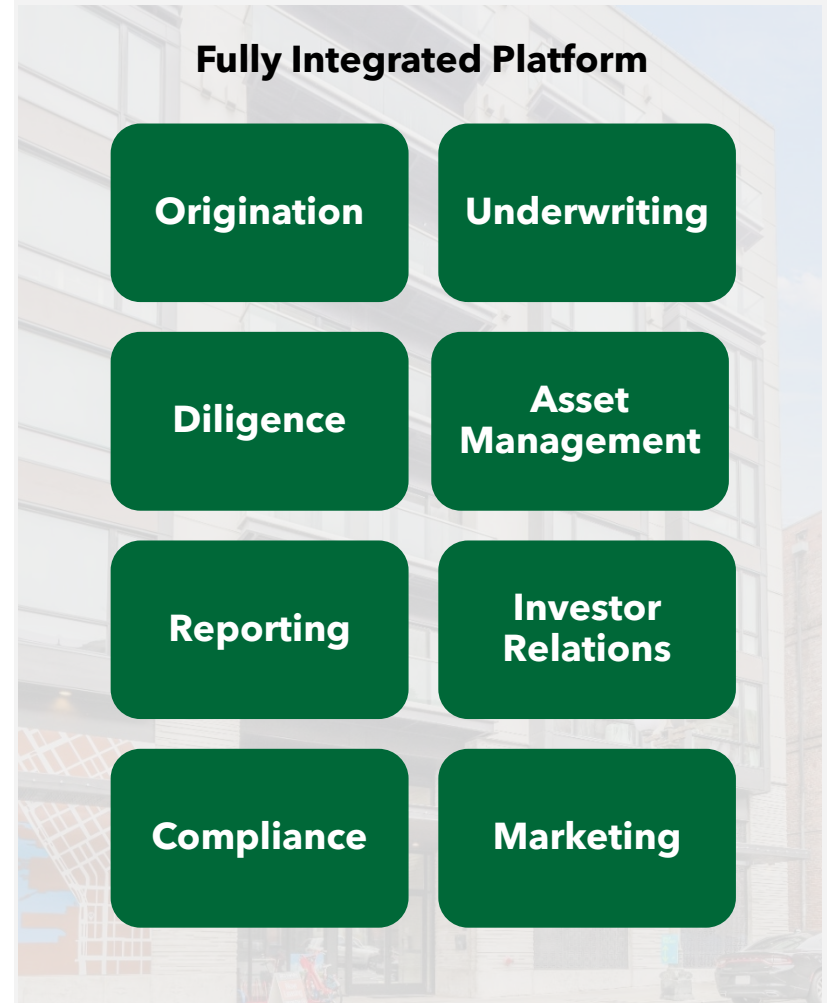 Fully Integrated Platform
Origination
Underwriting
Diligence
Asset
Management
Reporting
Investor
Relations
Compliance
Marketing